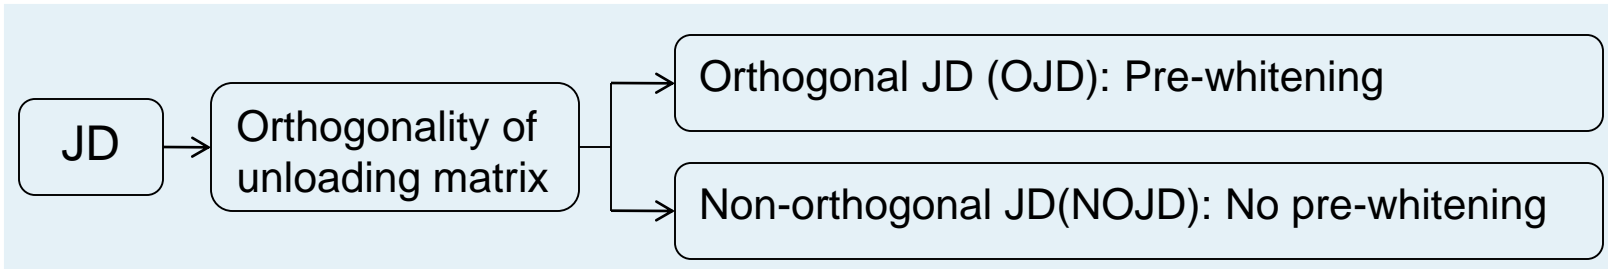 JD
Orthogonality of
unloading matrix
Orthogonal JD (OJD): Pre-whitening
Non-orthogonal JD(NOJD): No pre-whitening